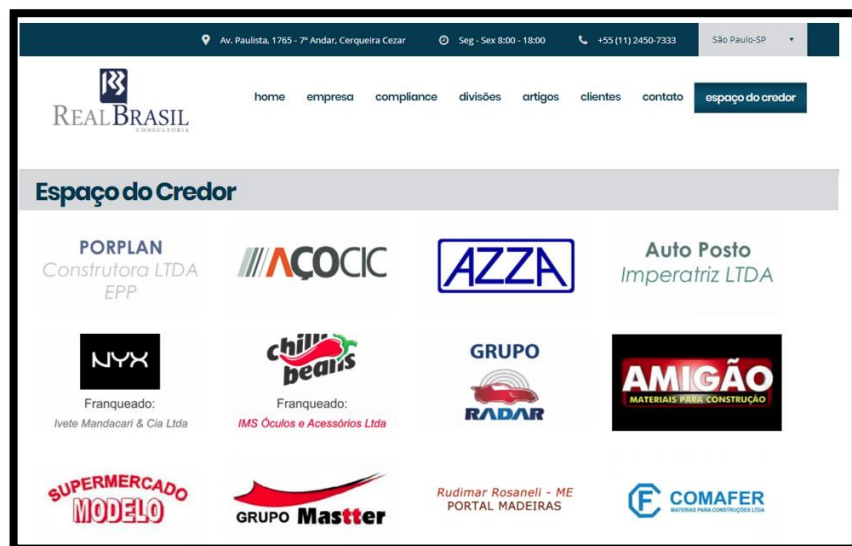 Av. Paulista, 1765 - 7º Andar, Cerqueira Cezar
Seg - Sex 8:00 - 18:00
+55 (11) 2450-7333
São Paulo-SP
REALBRASIL
CONSULTORIA
home
empresa
compliance
divisões
artigos
clientes
contato
espaço do credor
Espaço do Credor
PORPLAN
Construtora LTDA
EPP
AÇOCIC
AZZA
Auto Posto
Imperatriz LTDA
NYX
Franqueado:
Ivete Mandacari & Cia Ltda
chilli
beans
Franqueado:
IMS Óculos e Acessórios Ltda
GRUPO
RADAR
AMIGÃO
MATERIAIS PARA CONSTRUÇÃO
SUPERMERCADO
MODELO
GRUPO Mastter
Rudimar Rosaneli - ME
PORTAL MADEIRAS
COMAFER
MATERIAS PARA CONSTRUÇÕES LTDA